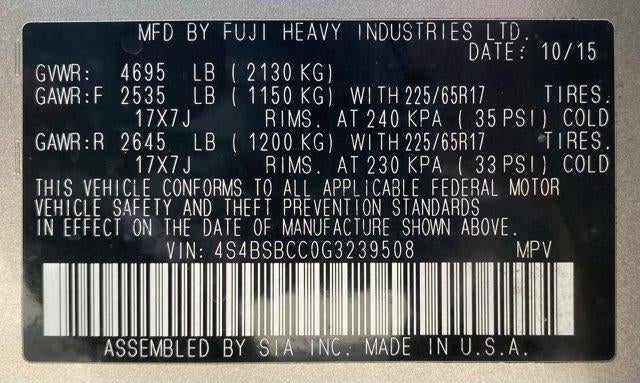 MFD BY FUJI HEAVY INDUSTRIES LTD.
DATE: 10/15
GVWR: 4695 LB ( 2130 KG)
GAWR:F 2535 LB ( 1150 KG) WITH 225/65R17 TIRES.
17X7J RIMS. AT 240 KPA ( 35 PSI) COLD
GAWR:R 2645 LB ( 1200 KG) WITH 225/65R17 TIRES.
17X7J RIMS. AT 230 KPA ( 33 PSI) COLD
THIS VEHICLE CONFORMS TO ALL APPLICABLE FEDERAL MOTOR
VEHICLE SAFETY AND THEFT PREVENTION STANDARDS
IN EFFECT ON THE DATE OF MANUFACTURE SHOWN ABOVE.
VIN: 4S4BSBCC0G3239508 MPV
ASSEMBLED BY SIA INC. MADE IN U.S.A.